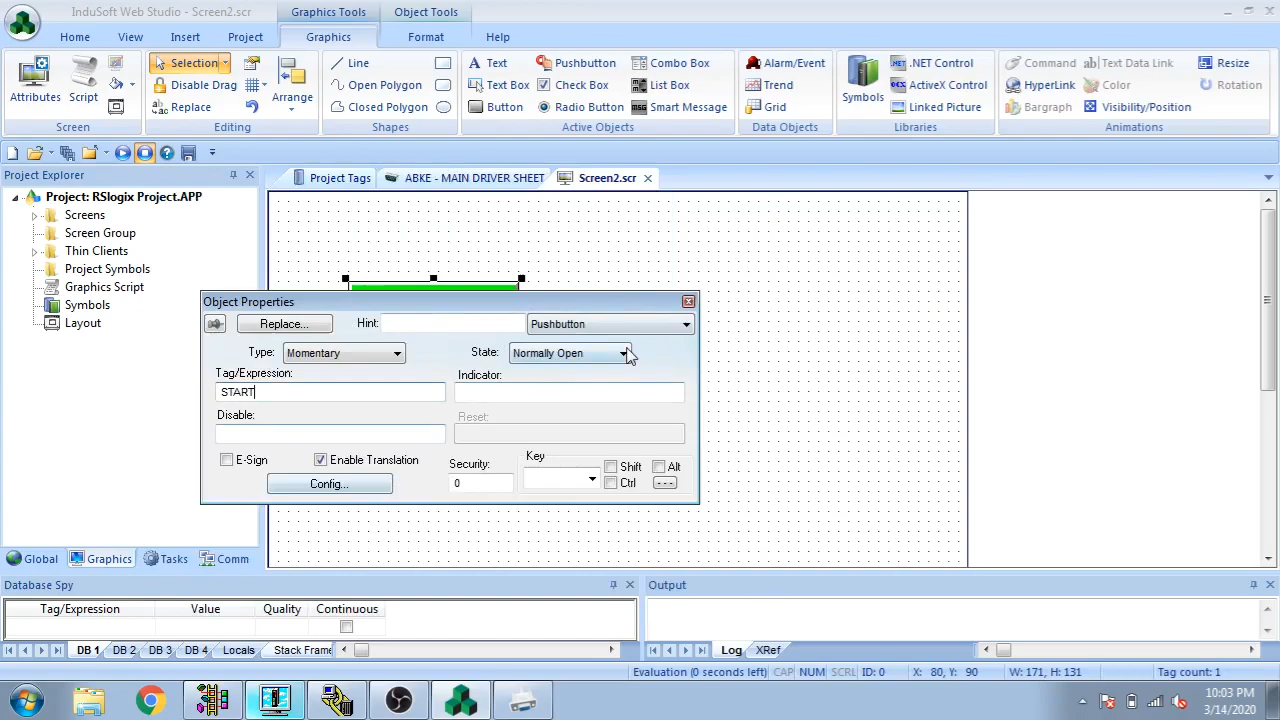 InduSoft Web Studio - Screen2.scr
Graphics Tools
Object Tools
Home
View
Insert
Project
Graphics
Format
Help
Attributes
Script
Screen
Selection
Disable Drag
Replace
Arrange
Editing
Line
Open Polygon
Closed Polygon
Shapes
Text
Text Box
Button
Pushbutton
Check Box
Radio Button
Combo Box
List Box
Smart Message
Active Objects
Alarm/Event
Trend
Grid
Data Objects
Symbols
.NET Control
ActiveX Control
Linked Picture
Libraries
Command
Text Data Link
Resize
HyperLink
Color
Rotation
Bargraph
Visibility/Position
Animations
Project Explorer
Project Tags
ABKE - MAIN DRIVER SHEET
Screen2.scr
Project: RSlogix Project.APP
Screens
Screen Group
Thin Clients
Project Symbols
Graphics Script
Symbols
Layout
Object Properties
Replace...
Hint:
Pushbutton
Type:
Momentary
State:
Normally Open
Tag/Expression:
START
Indicator:
Disable:
Reset:
E-Sign
Enable Translation
Security:
0
Key
Shift
Alt
Ctrl
- - -
Config...
Global
Graphics
Tasks
Comm
Database Spy
Output
Tag/Expression
Value
Quality
Continuous
DB 1
DB 2
DB 3
DB 4
Locals
Stack Frame
Log
XRef
Evaluation (0 seconds left)
CAP
NUM
SCRL
ID: 0
X: 80, Y: 90
W: 171, H: 131
Tag count: 1
10:03 PM
3/14/2020